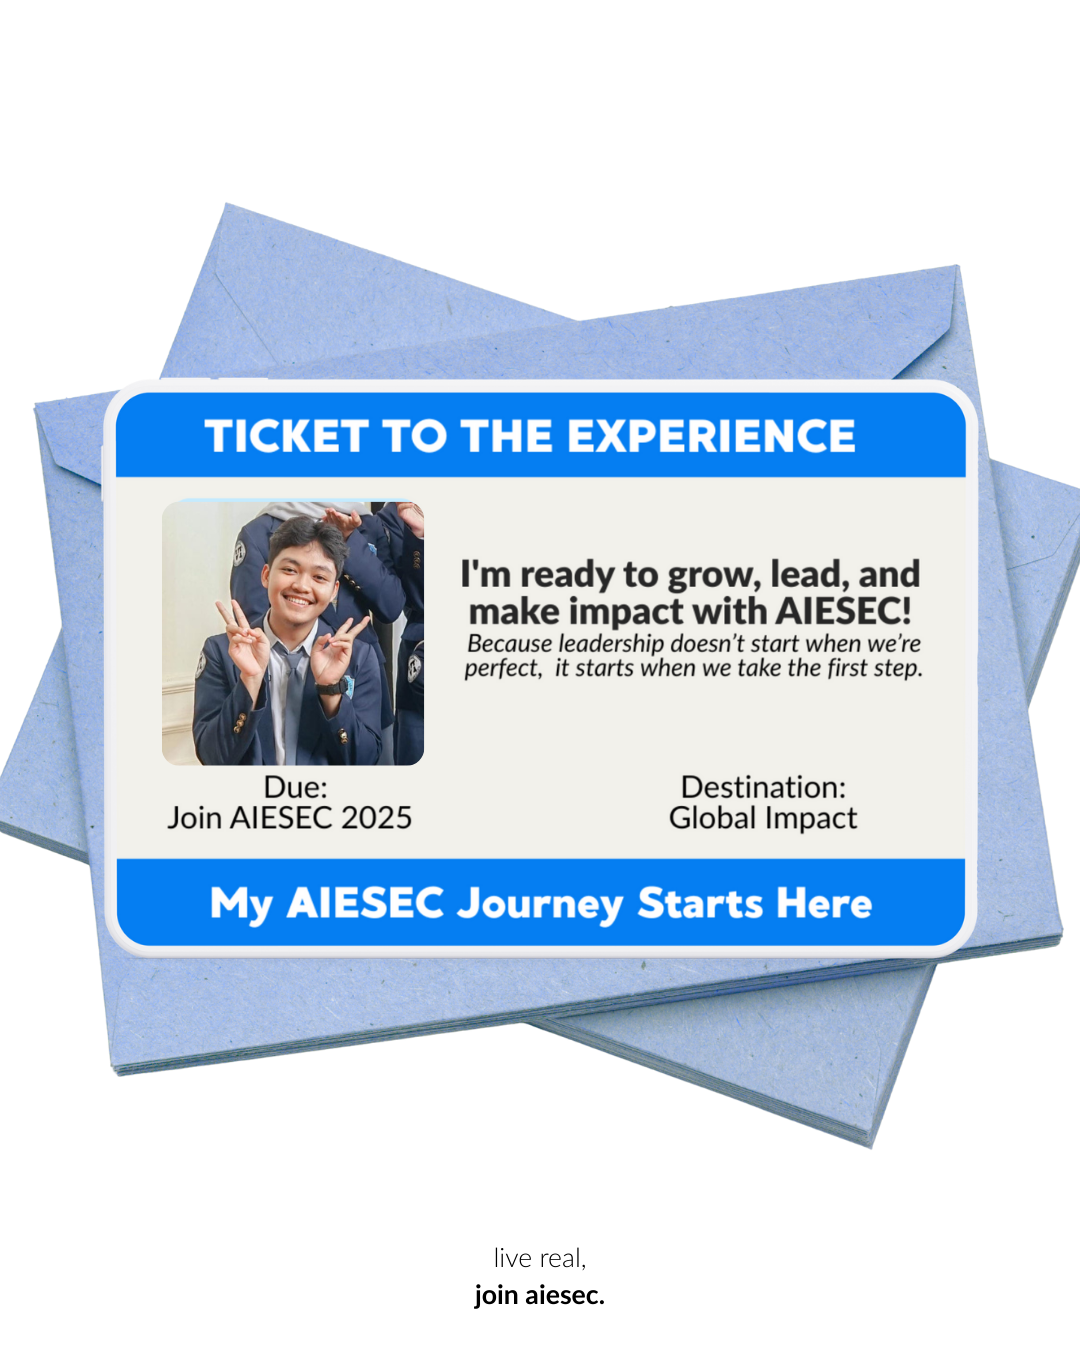 TICKET TO THE EXPERIENCE
I'm ready to grow, lead, and
make impact with AIESEC!
Because leadership doesn’t start when we’re
perfect,  it starts when we take the first step.
Due:
Join AIESEC 2025
Destination:
Global Impact
My AIESEC Journey Starts Here
live real,
join aiesec.